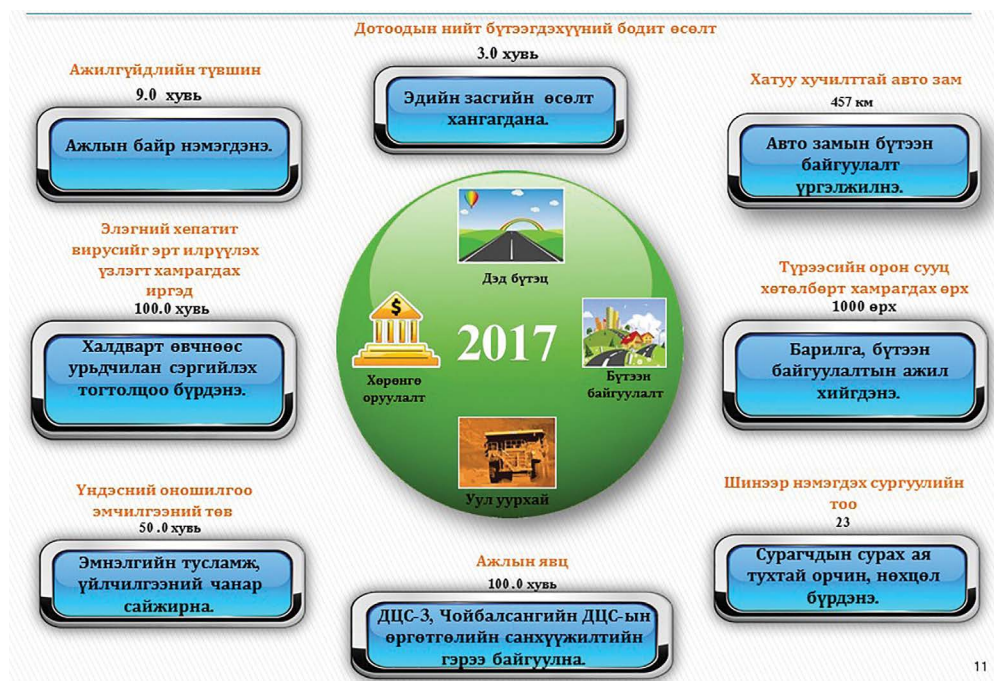 Дотоодын нийт бүтээгдэхүүний бодит өсөлт
3.0 хувь
Эдийн засгийн өсөлт
хангагдана.
Ажилгүйдлийн түвшин
9.0 хувь
Ажлын байр нэмэгдэнэ.
Хатуу хучилттай авто зам
457 км
Авто замын бүтээн
байгуулалт
үргэлжилнэ.
Элэгний хепатит
вирусийг эрт илрүүлэх
үзлэгт хамрагдах
иргэд
100.0 хувь
Халдварт өвчнөөс
урьдчилан сэргийлэх
тогтолцоо бүрдэнэ.
Дэд бүтэц
$
2017
Хөрөнгө
оруулалт
Бүтээн
байгуулалт
Уул уурхай
Түрээсийн орон сууц
хөтөлбөрт хамрагдах өрх
1000 өрх
Барилга, бүтээн
байгуулалтын ажил
хийгдэнэ.
Үндэсний оношилгоо
эмчилгээний төв
50 .0 хувь
Эмнэлгийн тусламж,
үйлчилгээний чанар
сайжирна.
Ажлын явц
100.0 хувь
ДЦС-3, Чойбалсангийн ДЦС-ын
өргөтгөлийн санхүүжилтийн
гэрээ байгуулна.
Шинээр нэмэгдэх сургуулийн
тоо
23
Сурагчдын сурах ая
тухтай орчин, нөхцөл
бүрдэнэ.
11